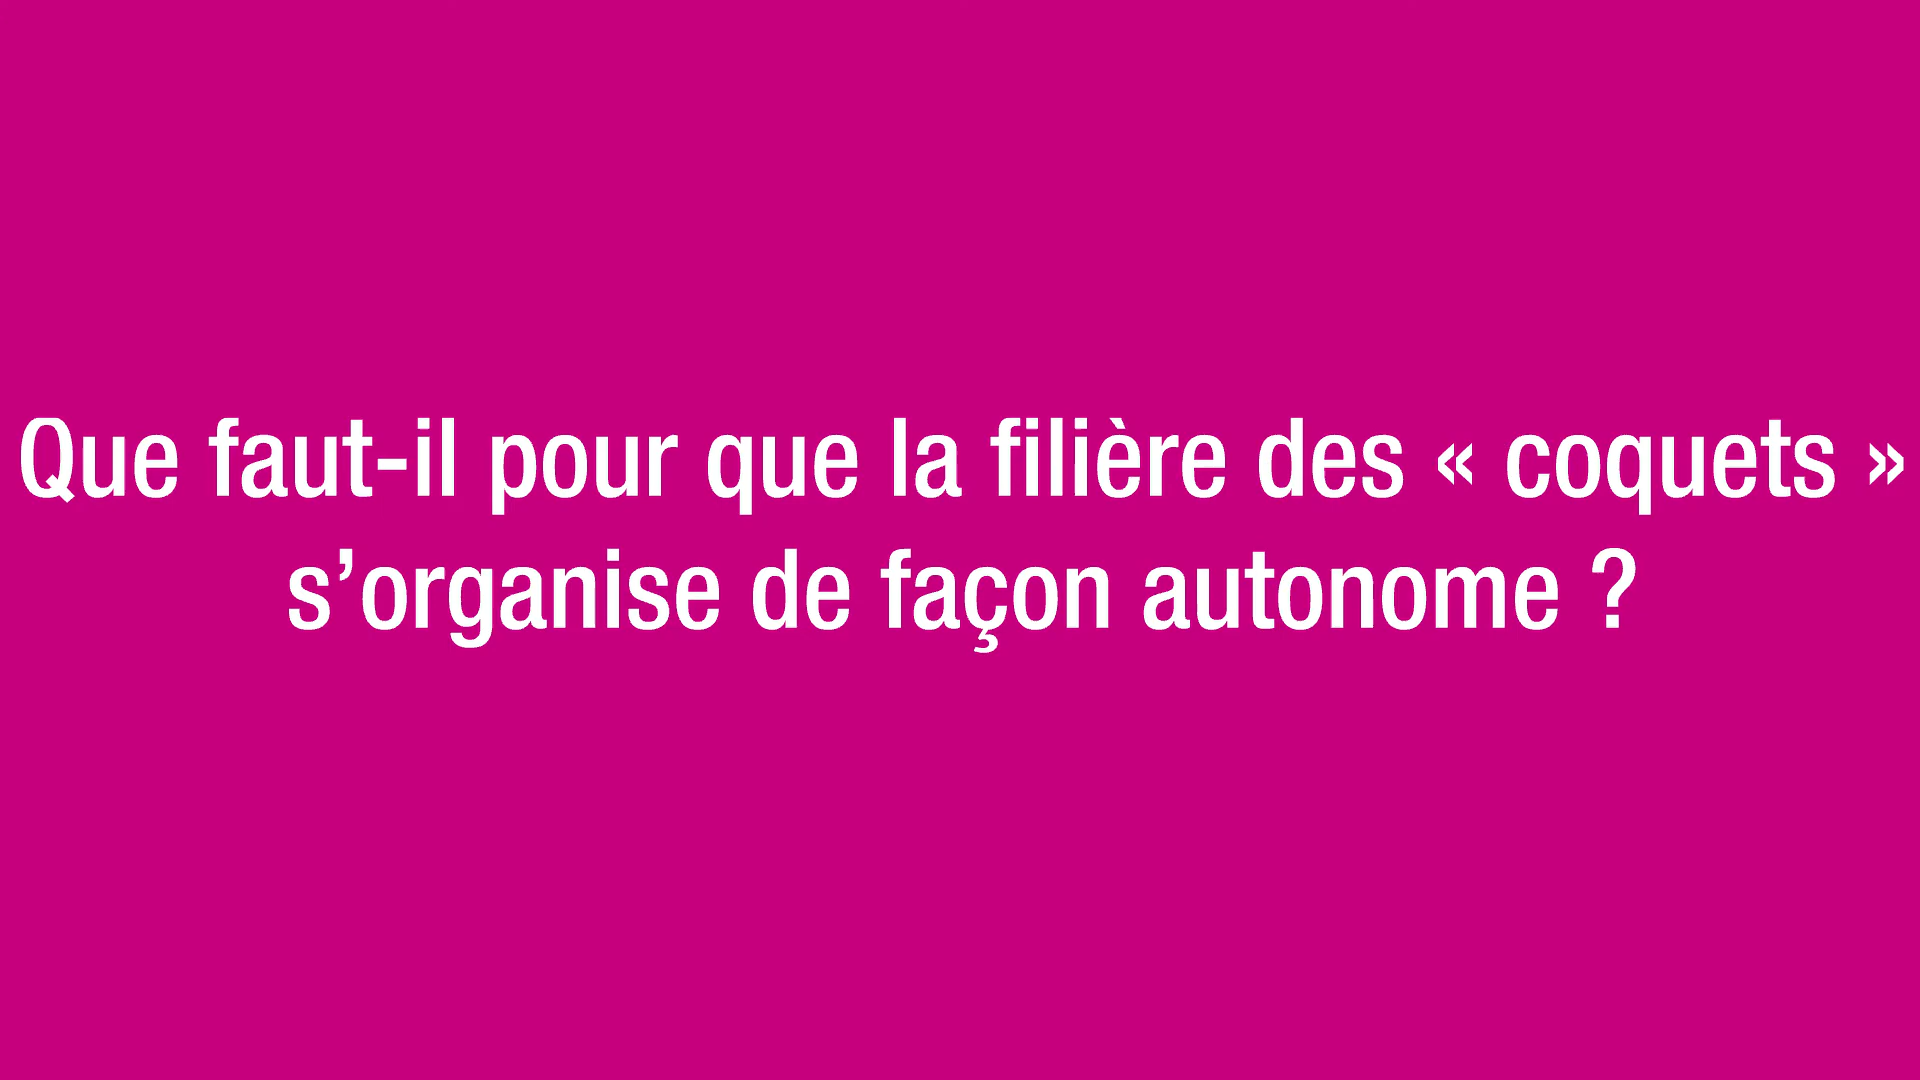 Que faut-il pour que la filière des « coquets »
s’organise de façon autonome ?